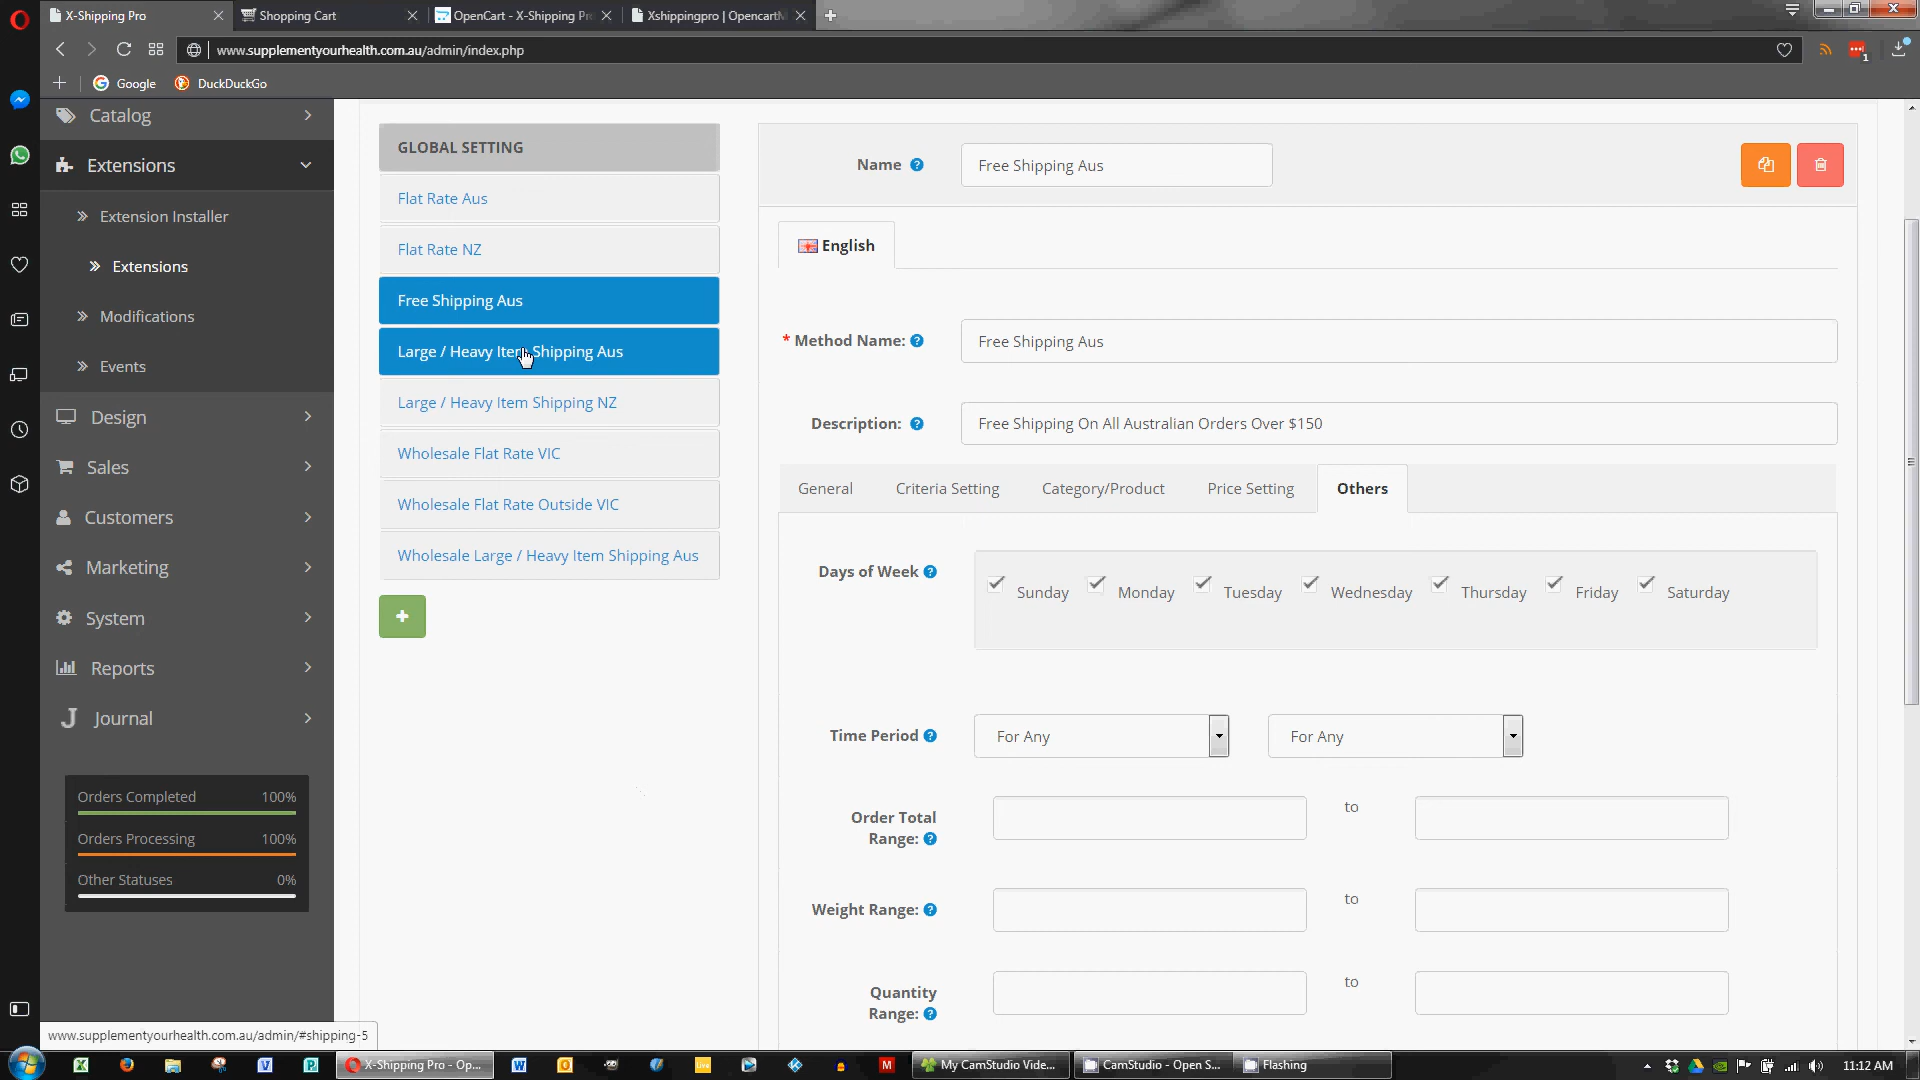 X-Shipping Pro
Shopping Cart
OpenCart - X-Shipping Pr
Xshippingpro | Opencart
www.supplementyourhealth.com.au/admin/index.php
1
Google
DuckDuckGo
Catalog
Extensions
Extension Installer
Extensions
Modifications
Events
Design
Sales
Customers
Marketing
System
Reports
Journal
Orders Completed 100%
Orders Processing 100%
Other Statuses 0%
GLOBAL SETTING
Flat Rate Aus
Flat Rate NZ
Free Shipping Aus
Large / Heavy Item Shipping Aus
Large / Heavy Item Shipping NZ
Wholesale Flat Rate VIC
Wholesale Flat Rate Outside VIC
Wholesale Large / Heavy Item Shipping Aus
Name Free Shipping Aus
English
* Method Name: Free Shipping Aus
Description: Free Shipping On All Australian Orders Over $150
General Criteria Setting Category/Product Price Setting Others
Days of Week Sunday Monday Tuesday Wednesday Thursday Friday Saturday
Time Period For Any For Any
Order Total
Range: to
Weight Range: to
Quantity
Range: to
www.supplementyourhealth.com.au/admin/#shipping-5
X-Shipping Pro - Op...
My CamStudio Vide...
CamStudio - Open S...
Flashing
11:12 AM